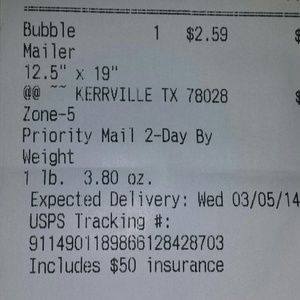 Bubble 1 $2.59 $
Mailer
12.5" x 19"
@@ ~~ KERRVILLE TX 78028 $
Zone-5
Priority Mail 2-Day By
Weight
1 lb. 3.80 oz.
Expected Delivery: Wed 03/05/14
USPS Tracking #:
9114901189866128428703
Includes $50 insurance